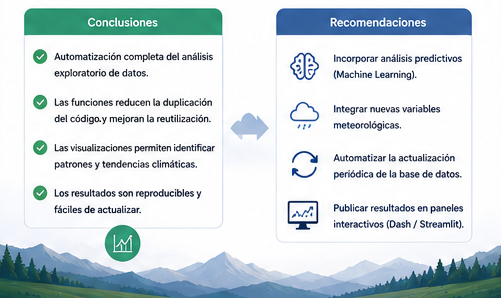 Conclusiones
Automatización completa del análisis
exploratorio de datos.
Las funciones reducen la duplicación
del código.y mejoran la reutilización.
Las visualizaciones permiten identificar
patrones y tendencias climáticas.
Los resultados son reproducibles y
fáciles de actualizar.
Recomendaciones
Incorporar análisis predictivos
(Machine Learning).
Integrar nuevas variables
meteorológicas.
Automatizar la actualización
periódica de la base de datos.
Publicar resultados en paneles
interactivos (Dash / Streamlit).